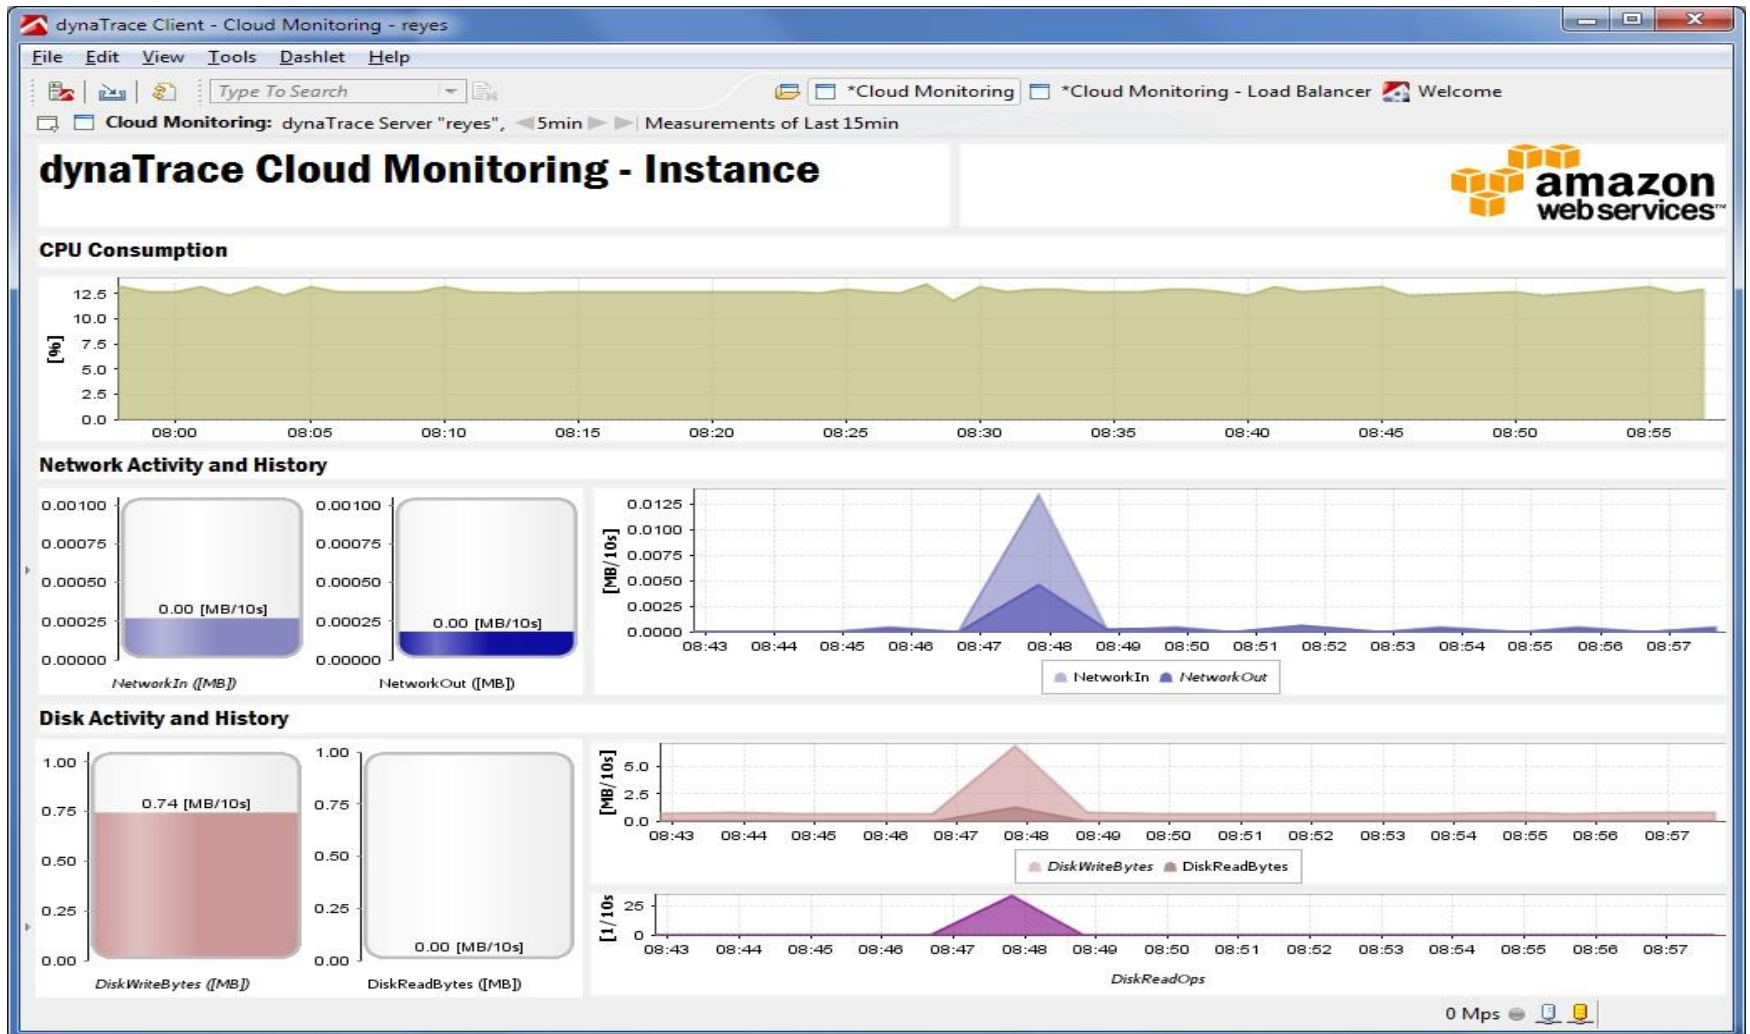 dynaTrace Client - Cloud Monitoring - reyes
File Edit View Tools Dashlet Help
Type To Search
*Cloud Monitoring *Cloud Monitoring - Load Balancer Welcome
Cloud Monitoring: dynaTrace Server "reyes", 5min Measurements of Last 15min
dynaTrace Cloud Monitoring - Instance
amazon
webservices™
CPU Consumption
[%]
12.5
10.0
7.5
5.0
2.5
0.0
08:00 08:05 08:10 08:15 08:20 08:25 08:30 08:35 08:40 08:45 08:50 08:55
Network Activity and History
0.00100
0.00075
0.00050
0.00025
0.00000
0.00 [MB/10s]
NetworkIn ([MB])
0.00100
0.00075
0.00050
0.00025
0.00000
0.00 [MB/10s]
NetworkOut ([MB])
[MB/10s]
0.0125
0.0100
0.0075
0.0050
0.0025
0.0000
08:43 08:44 08:45 08:46 08:47 08:48 08:49 08:50 08:51 08:52 08:53 08:54 08:55 08:56 08:57
NetworkIn NetworkOut
Disk Activity and History
1.00
0.75
0.50
0.25
0.00
0.74 [MB/10s]
DiskWriteBytes ([MB])
1.00
0.75
0.50
0.25
0.00
0.00 [MB/10s]
DiskReadBytes ([MB])
[MB/10s]
5.0
2.5
0.0
08:43 08:44 08:45 08:46 08:47 08:48 08:49 08:50 08:51 08:52 08:53 08:54 08:55 08:56 08:57
DiskWriteBytes DiskReadBytes
[1/10s
25
0
08:43 08:44 08:45 08:46 08:47 08:48 08:49 08:50 08:51 08:52 08:53 08:54 08:55 08:56 08:57
DiskReadOps
0 Mps